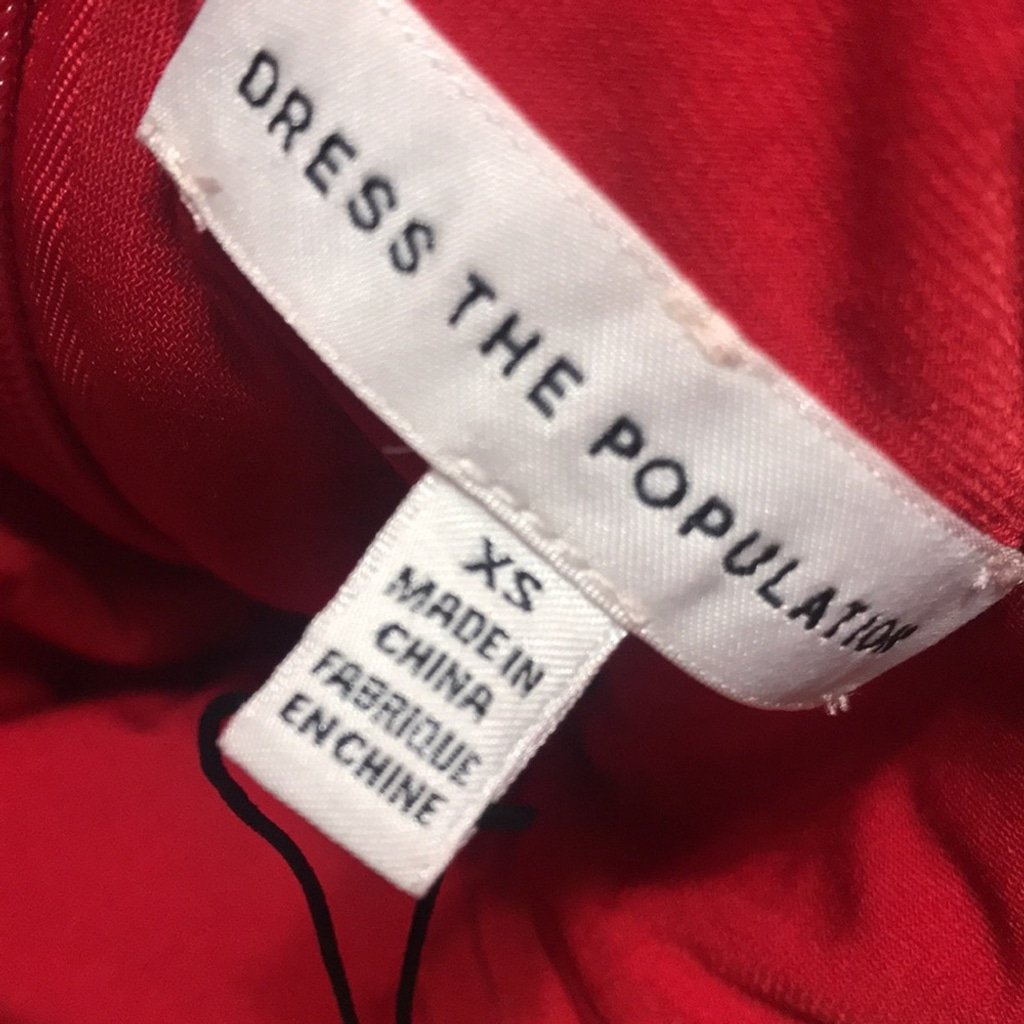 DRESS THE POPULATION
XS
MADE IN
CHINA
FABRIQUE
EN CHINE